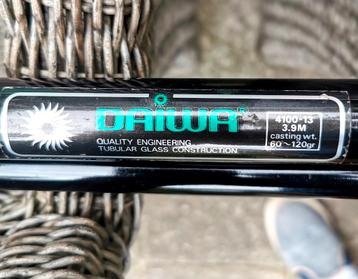 DAIWA
QUALITY ENGINEERING
TUBULAR GLASS CONSTRUCTION
4100-13
3.9M
casting wt.
60~120gr